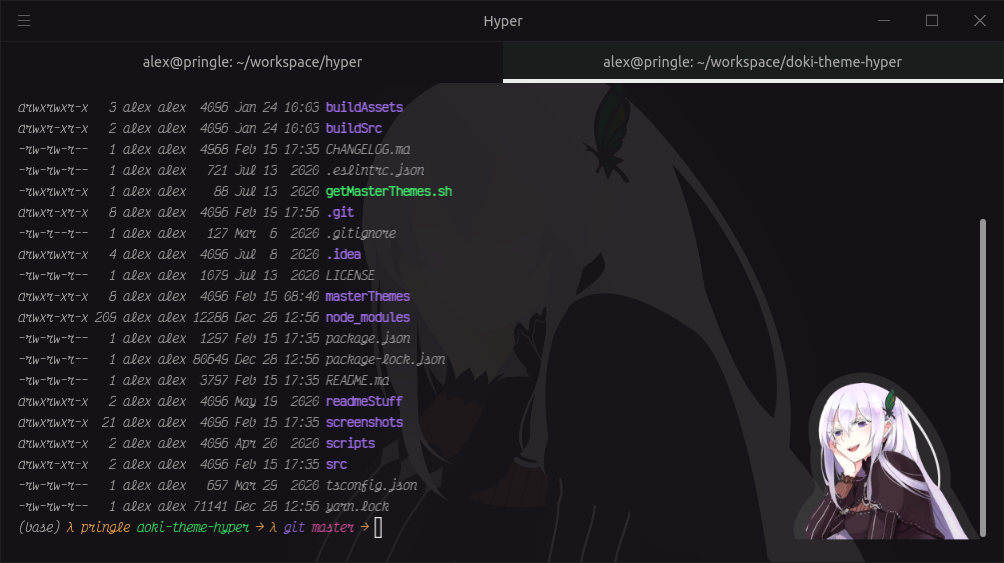 Hyper
alex@pringle: ~/workspace/hyper
alex@pringle: ~/workspace/doki-theme-hyper
drwxrwxr-x 3 alex alex 4096 Jan 24 10:03 buildAssets
drwxr-xr-x 2 alex alex 4096 Jan 24 10:03 buildSrc
-rw-rw-r-- 1 alex alex 4968 Feb 15 17:35 CHANGELOG.md
-rw-rw-r-- 1 alex alex 721 Jul 13 2020 .eslintrc.json
-rwxrwxr-x 1 alex alex 88 Jul 13 2020 getMasterThemes.sh
drwxr-xr-x 8 alex alex 4096 Feb 19 17:56 .git
-rw-r--r-- 1 alex alex 127 Mar 6 2020 .gitignore
drwxrwxr-x 4 alex alex 4096 Jul 8 2020 .idea
-rw-rw-r-- 1 alex alex 1079 Jul 13 2020 LICENSE
drwxr-xr-x 8 alex alex 4096 Feb 15 08:40 masterThemes
drwxr-xr-x 209 alex alex 12288 Dec 28 12:56 node_modules
-rw-rw-r-- 1 alex alex 1297 Feb 15 17:35 package.json
-rw-rw-r-- 1 alex alex 80649 Dec 28 12:56 package-lock.json
-rw-rw-r-- 1 alex alex 3797 Feb 15 17:35 README.md
drwxrwxr-x 2 alex alex 4096 May 19 2020 readmeStuff
drwxrwxr-x 21 alex alex 4096 Feb 15 17:35 screenshots
drwxrwxr-x 2 alex alex 4096 Apr 20 2020 scripts
drwxr-xr-x 2 alex alex 4096 Feb 15 17:35 src
-rw-rw-r-- 1 alex alex 697 Mar 29 2020 tsconfig.json
-rw-rw-r-- 1 alex alex 71141 Dec 28 12:56 yarn.lock
(base) λ pringle doki-theme-hyper → λ git master →